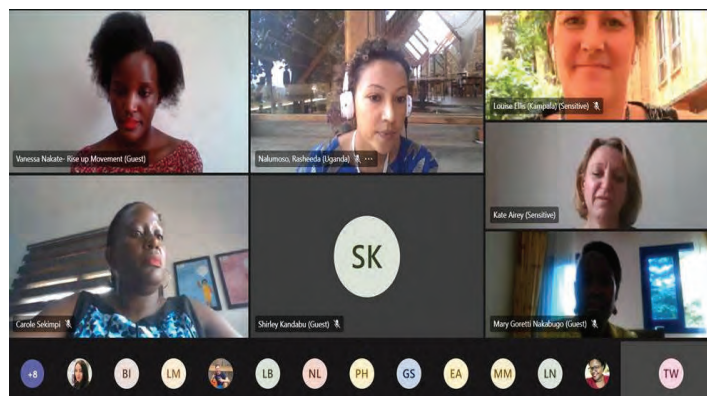 Vanessa Nakate- Rise up Movement (Guest)
Nalumoso, Rasheeda (Uganda) ...
Louise Ellis (Kampala) (Sensitive)
Kate Airey (Sensitive)
Carole Sekimpi
SK
Shirley Kandabu (Guest)
Mary Goretti Nakabugo (Guest)
+8
BI
LM
LB
NL
PH
GS
EA
MM
LN
TW